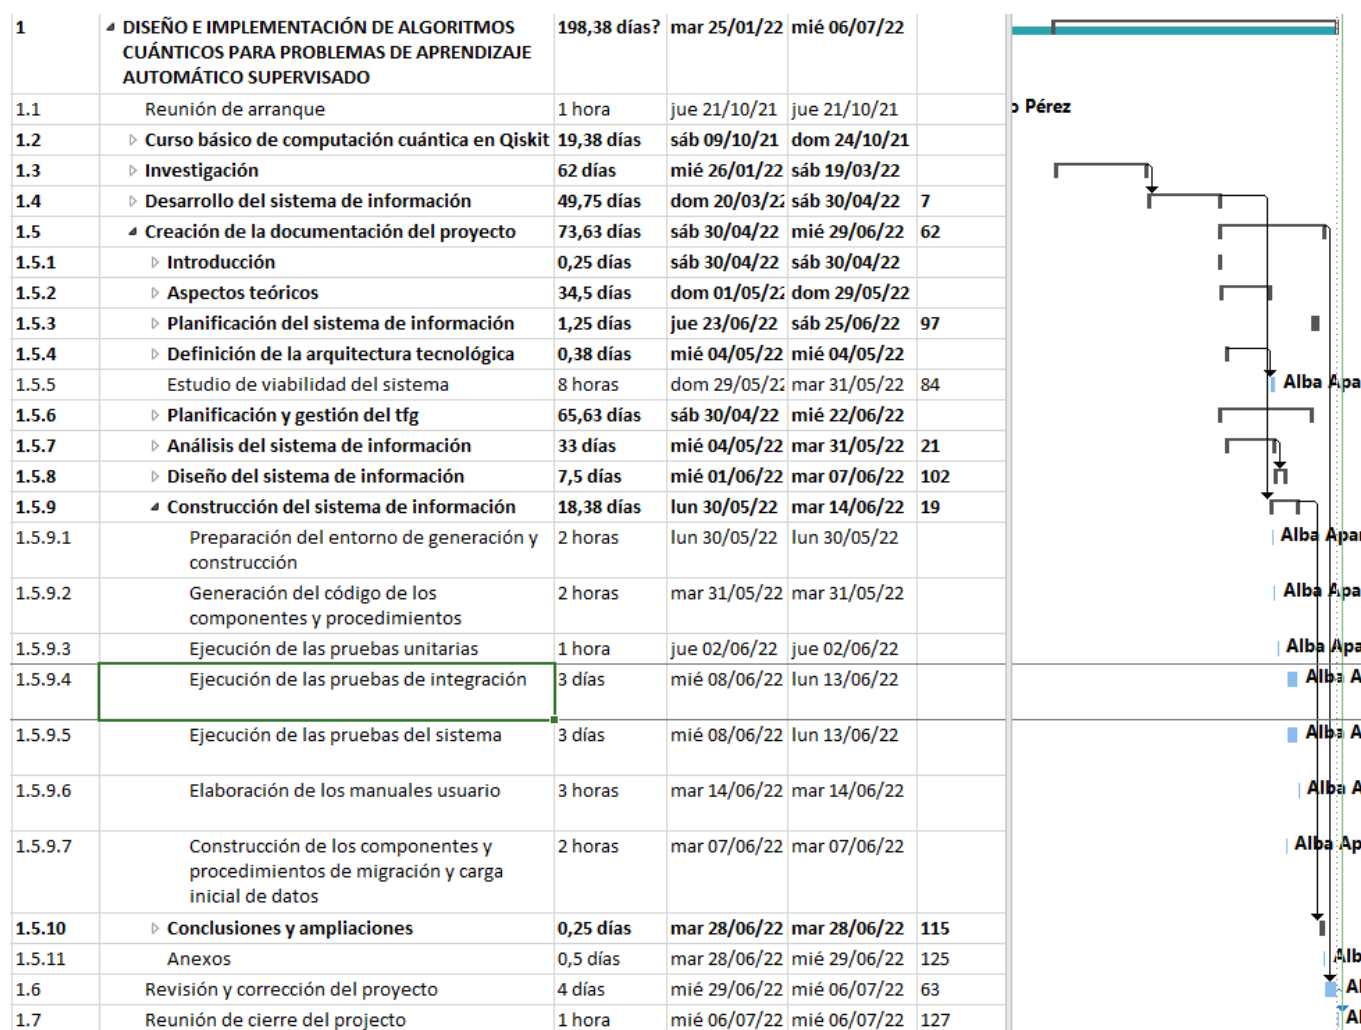 1 DISEÑO E IMPLEMENTACIÓN DE ALGORITMOS 198,38 días? mar 25/01/22 mié 06/07/22
CUÁNTICOS PARA PROBLEMAS DE APRENDIZAJE
AUTOMÁTICO SUPERVISADO
1.1 Reunión de arranque 1 hora jue 21/10/21 jue 21/10/21 Pérez
1.2 Curso básico de computación cuántica en Qiskit 19,38 días sáb 09/10/21 dom 24/10/21
1.3 Investigación 62 días mié 26/01/22 sáb 19/03/22
1.4 Desarrollo del sistema de información 49,75 días dom 20/03/22 sáb 30/04/22 7
1.5 Creación de la documentación del proyecto 73,63 días sáb 30/04/22 mié 29/06/22 62
1.5.1 Introducción 0,25 días sáb 30/04/22 sáb 30/04/22
1.5.2 Aspectos teóricos 34,5 días dom 01/05/22 dom 29/05/22
1.5.3 Planificación del sistema de información 1,25 días jue 23/06/22 sáb 25/06/22 97
1.5.4 Definición de la arquitectura tecnológica 0,38 días mié 04/05/22 mié 04/05/22
1.5.5 Estudio de viabilidad del sistema 8 horas dom 29/05/22 mar 31/05/22 84 Alba Apa
1.5.6 Planificación y gestión del tfg 65,63 días sáb 30/04/22 mié 22/06/22
1.5.7 Análisis del sistema de información 33 días mié 04/05/22 mar 31/05/22 21
1.5.8 Diseño del sistema de información 7,5 días mié 01/06/22 mar 07/06/22 102
1.5.9 Construcción del sistema de información 18,38 días lun 30/05/22 mar 14/06/22 19
1.5.9.1 Preparación del entorno de generación y 2 horas lun 30/05/22 lun 30/05/22 Alba Apar
construcción
1.5.9.2 Generación del código de los 2 horas mar 31/05/22 mar 31/05/22 Alba Apa
componentes y procedimientos
1.5.9.3 Ejecución de las pruebas unitarias 1 hora jue 02/06/22 jue 02/06/22 Alba Apa
1.5.9.4 Ejecución de las pruebas de integración 3 días mié 08/06/22 lun 13/06/22 Alba A
1.5.9.5 Ejecución de las pruebas del sistema 3 días mié 08/06/22 lun 13/06/22 Alba A
1.5.9.6 Elaboración de los manuales usuario 3 horas mar 14/06/22 mar 14/06/22 Alba A
1.5.9.7 Construcción de los componentes y 2 horas mar 07/06/22 mar 07/06/22 Alba Ap
procedimientos de migración y carga
inicial de datos
1.5.10 Conclusiones y ampliaciones 0,25 días mar 28/06/22 mar 28/06/22 115
1.5.11 Anexos 0,5 días mar 28/06/22 mié 29/06/22 125 Alb
1.6 Revisión y corrección del proyecto 4 días mié 29/06/22 mié 06/07/22 63 Al
1.7 Reunión de cierre del projecto 1 hora mié 06/07/22 mié 06/07/22 127 Al